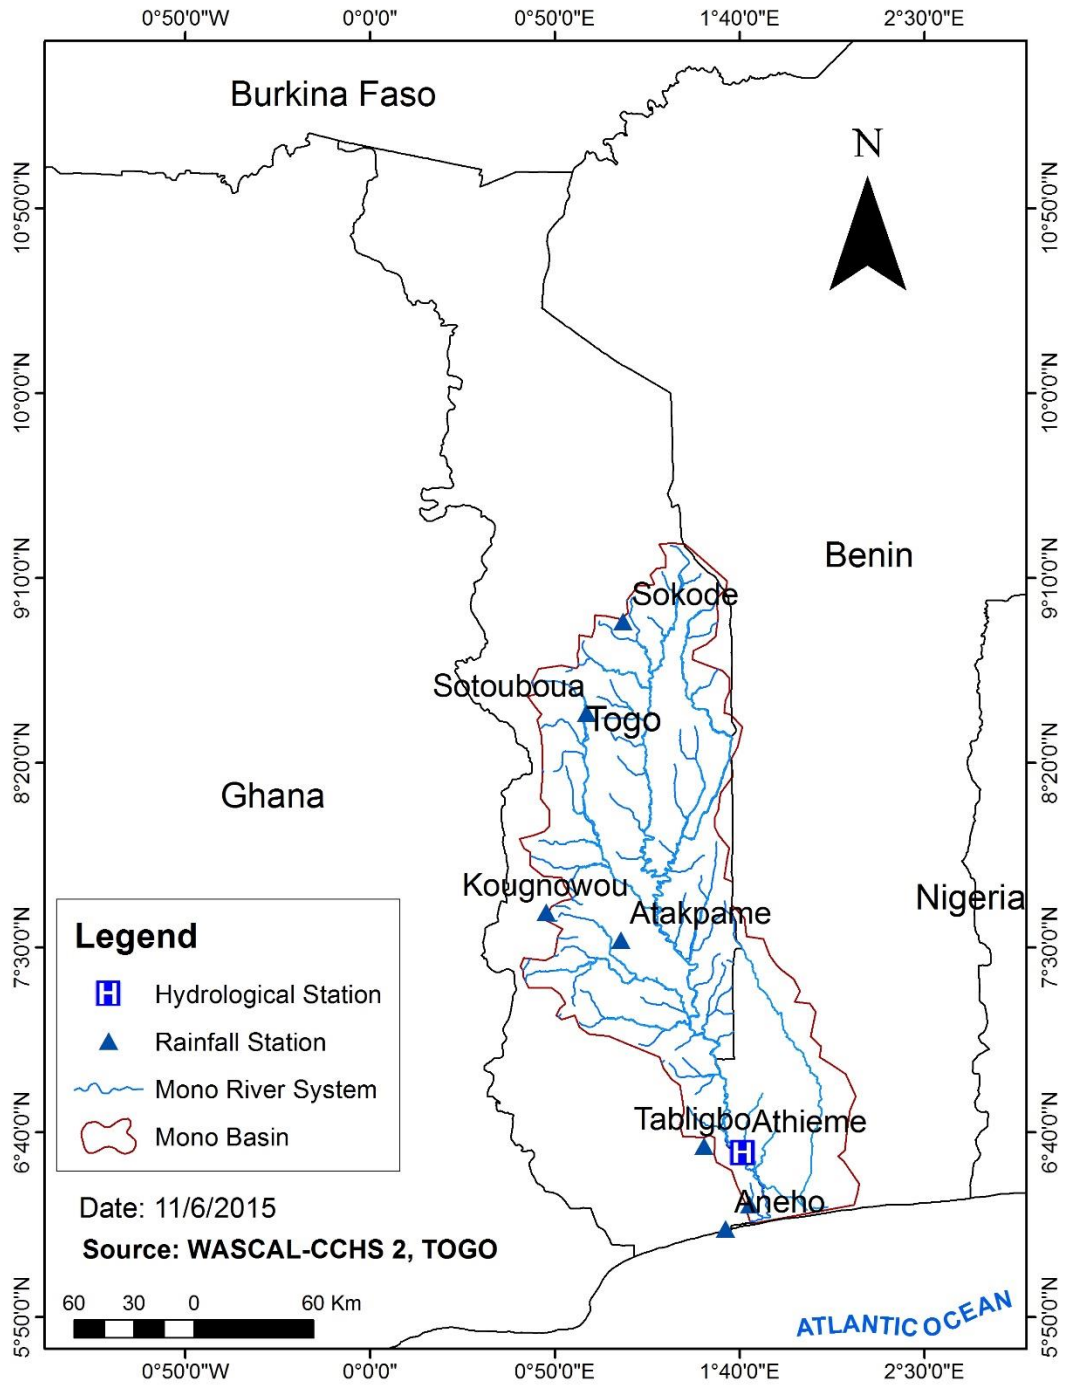 0°50'0"W 0°0'0" 0°50'0"E 1°40'0"E 2°30'0"E
Burkina Faso
N
10°50'0"N 10°50'0"N
10°0'0"N 10°0'0"N
Benin
9°10'0"N 9°10'0"N
Sokode
Sotouboua
Togo
8°20'0"N 8°20'0"N
Ghana
Kougnowou
Nigeria
Atakpame
7°30'0"N 7°30'0"N
Legend
H Hydrological Station
Rainfall Station
Mono River System
Mono Basin
Tabligbo Athieme
6°40'0"N 6°40'0"N
H
Aneho
Date: 11/6/2015
Source: WASCAL-CCHS 2, TOGO
60 30 0 60 Km
ATLANTIC OCEAN
5°50'0"N 5°50'0"N
0°50'0"W 0°0'0" 0°50'0"E 1°40'0"E 2°30'0"E